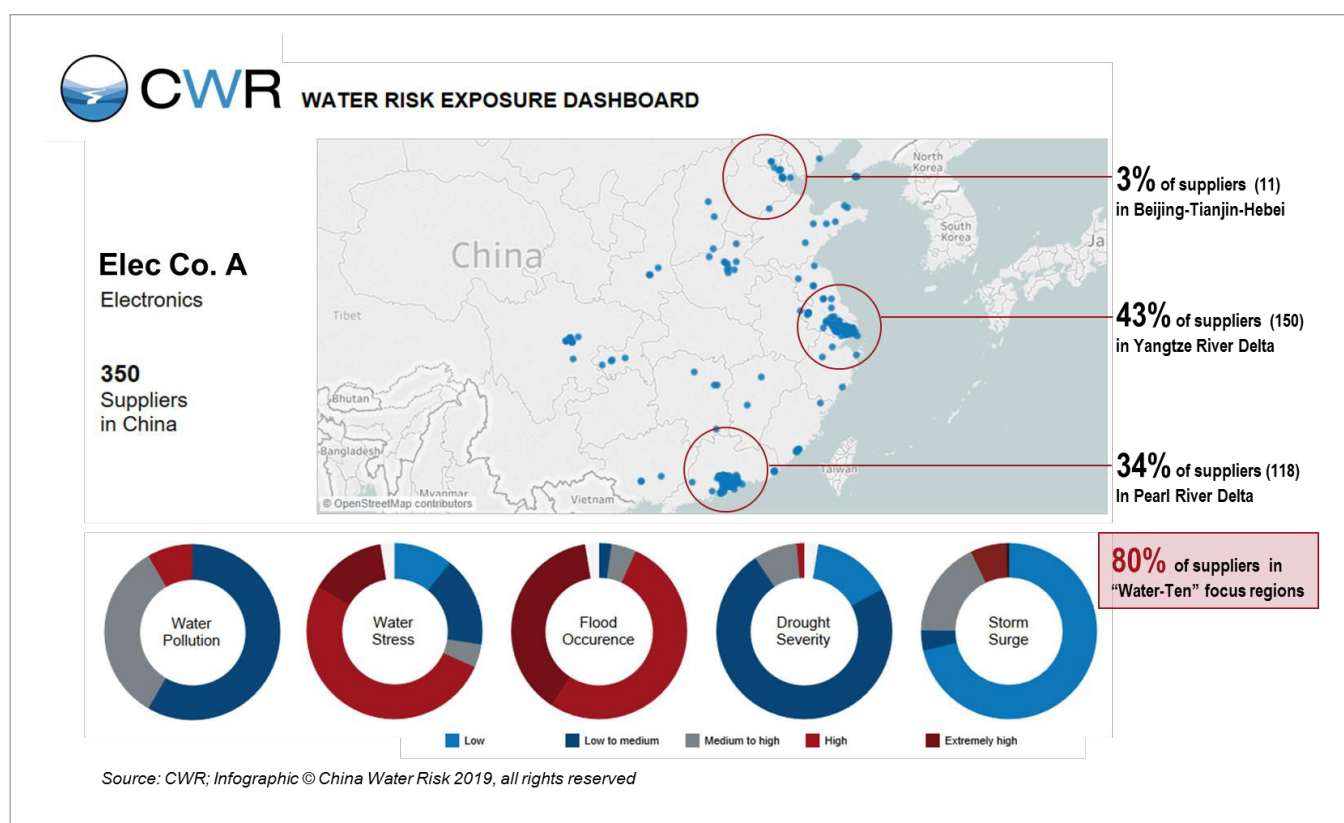 CWR
WATER RISK EXPOSURE DASHBOARD
Elec Co. A
Electronics
350
Suppliers
in China
China
Tibet
Bhutan
Bangladesh
Myanmar
Vietnam
Taiwan
North
Korea
South
Korea
Ja
© OpenStreetMap contributors
3% of suppliers (11)
in Beijing-Tianjin-Hebei
43% of suppliers (150)
in Yangtze River Delta
34% of suppliers (118)
In Pearl River Delta
80% of suppliers in
“Water-Ten” focus regions
Water
Pollution
Water
Stress
Flood
Occurence
Drought
Severity
Storm
Surge
Low
Low to medium
Medium to high
High
Extremely high
Source: CWR; Infographic © China Water Risk 2019, all rights reserved